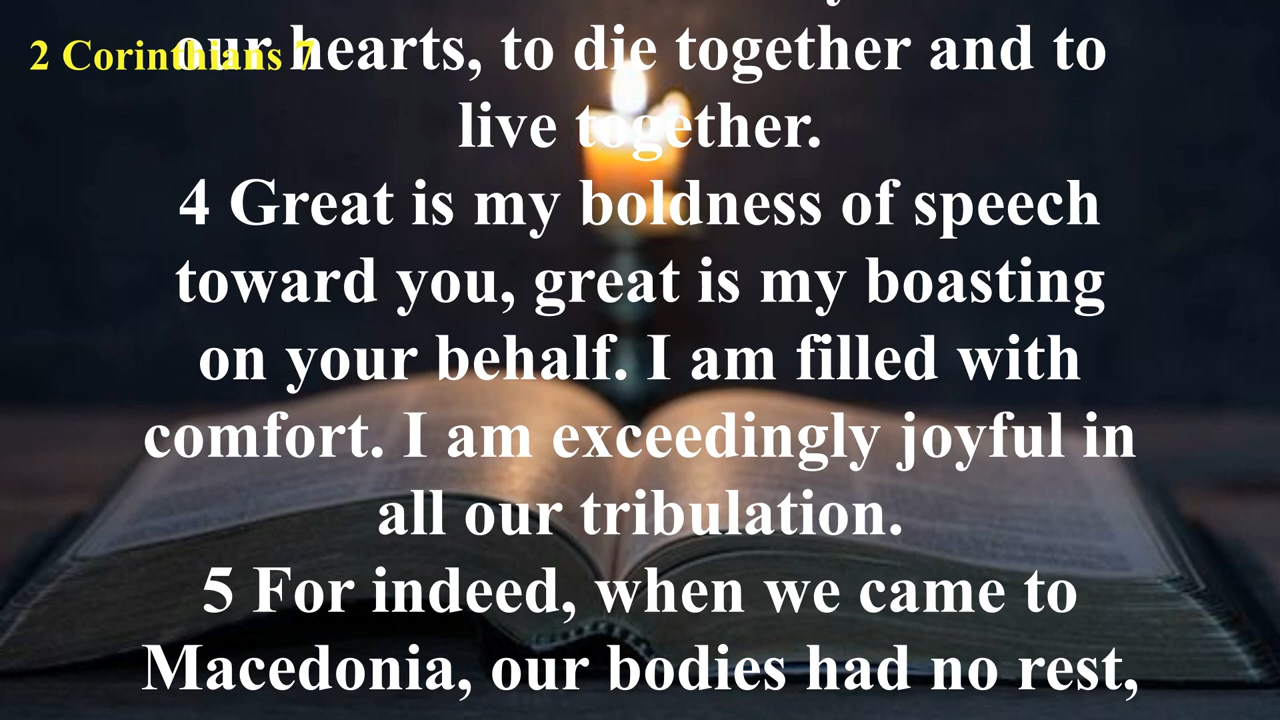 2 Corinthians 7
our hearts, to die together and to
live together.
4 Great is my boldness of speech
toward you, great is my boasting
on your behalf. I am filled with
comfort. I am exceedingly joyful in
all our tribulation.
5 For indeed, when we came to
Macedonia, our bodies had no rest,